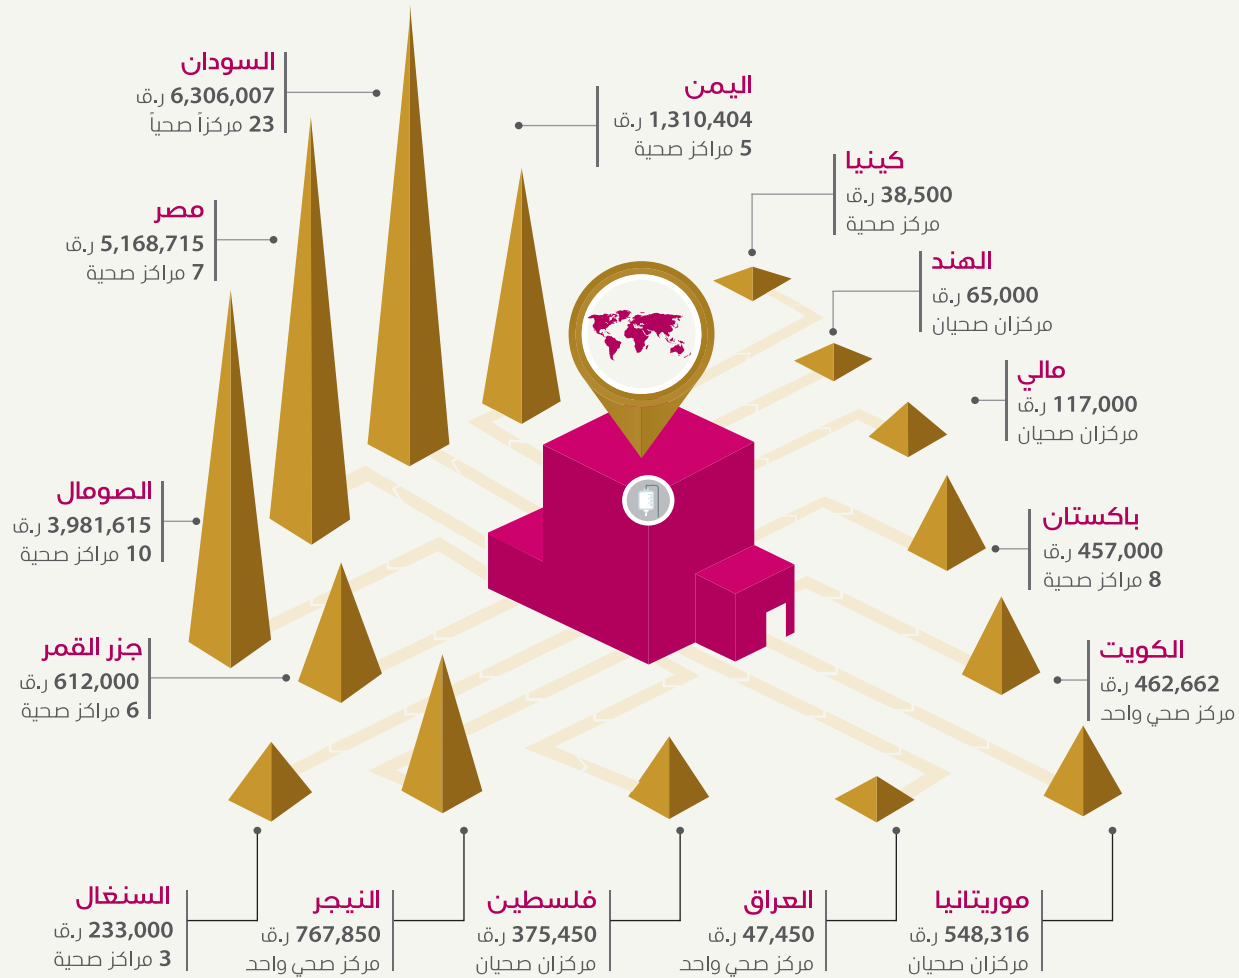 السودان
6,306,007 ر.ق
23 مركزاً صحياً
اليمن
1,310,404 ر.ق
5 مراكز صحية
كينيا
38,500 ر.ق
مركز صحية
مصر
5,168,715 ر.ق
7 مراكز صحية
الهند
65,000 ر.ق
مركزان صحيان
مالي
117,000 ر.ق
مركزان صحيان
الصومال
3,981,615 ر.ق
10 مراكز صحية
باكستان
457,000 ر.ق
8 مراكز صحية
جزر القمر
612,000 ر.ق
6 مراكز صحية
الكويت
462,662 ر.ق
مركز صحي واحد
موريتانيا
548,316 ر.ق
مركزان صحيان
العراق
47,450 ر.ق
مركز صحي واحد
فلسطين
375,450 ر.ق
مركزان صحيان
النيجر
767,850 ر.ق
مركز صحي واحد
السنغال
233,000 ر.ق
3 مراكز صحية